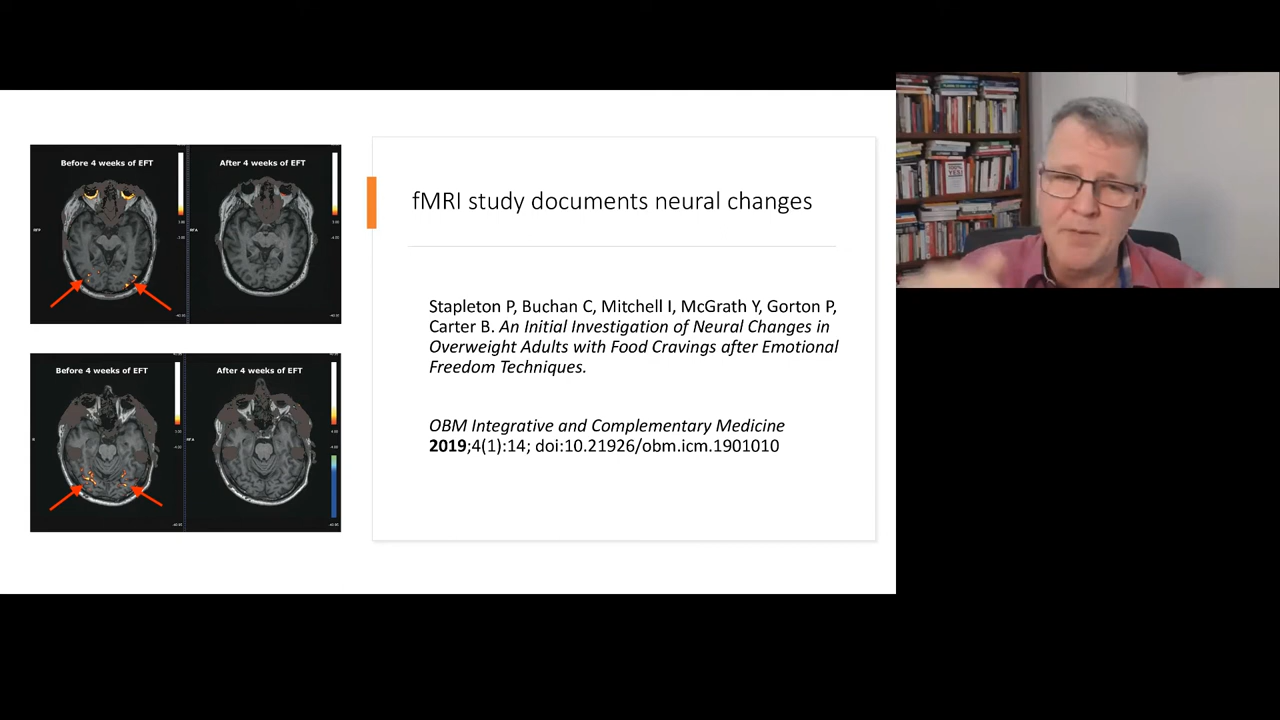 Before 4 weeks of EFT
After 4 weeks of EFT
Before 4 weeks of EFT
After 4 weeks of EFT
fMRI study documents neural changes
Stapleton P, Buchan C, Mitchell I, McGrath Y, Gorton P,
Carter B. An Initial Investigation of Neural Changes in
Overweight Adults with Food Cravings after Emotional
Freedom Techniques.
OBM Integrative and Complementary Medicine
2019;4(1):14; doi:10.21926/obm.icm.1901010
YES!